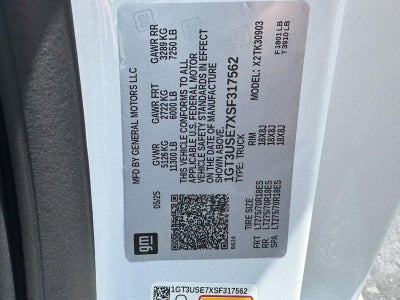 MFD BY GENERAL MOTORS LLC
05/25
GVWR
5126 KG
11300 LB
GAWR FRT
2722 KG
6000 LB
GAWR RR
3289 KG
7250 LB
THIS VEHICLE CONFORMS TO ALL
APPLICABLE U.S. FEDERAL MOTOR
VEHICLE SAFETY STANDARDS IN EFFECT
ON THE DATE OF MANUFACTURE
SHOWN ABOVE.
1GT3USE7XSF317562
TYPE: TRUCK
MODEL: X2TK30903
F1801 LB
T3910 LB
TIRE SIZE
RIM
FRT LT275/70R18ES 18X8J
RR LT275/70R18ES 18X8J
SPA LT275/70R18ES 18X8J
gm
1GT3USE7XSF317562